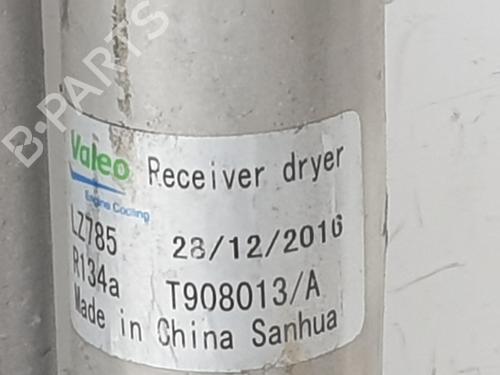 B-PARTS
Valeo Receiver dryer
Engine Cooling
LZ785 28/12/2016
R134a T908013/A
Made in China Sanhua